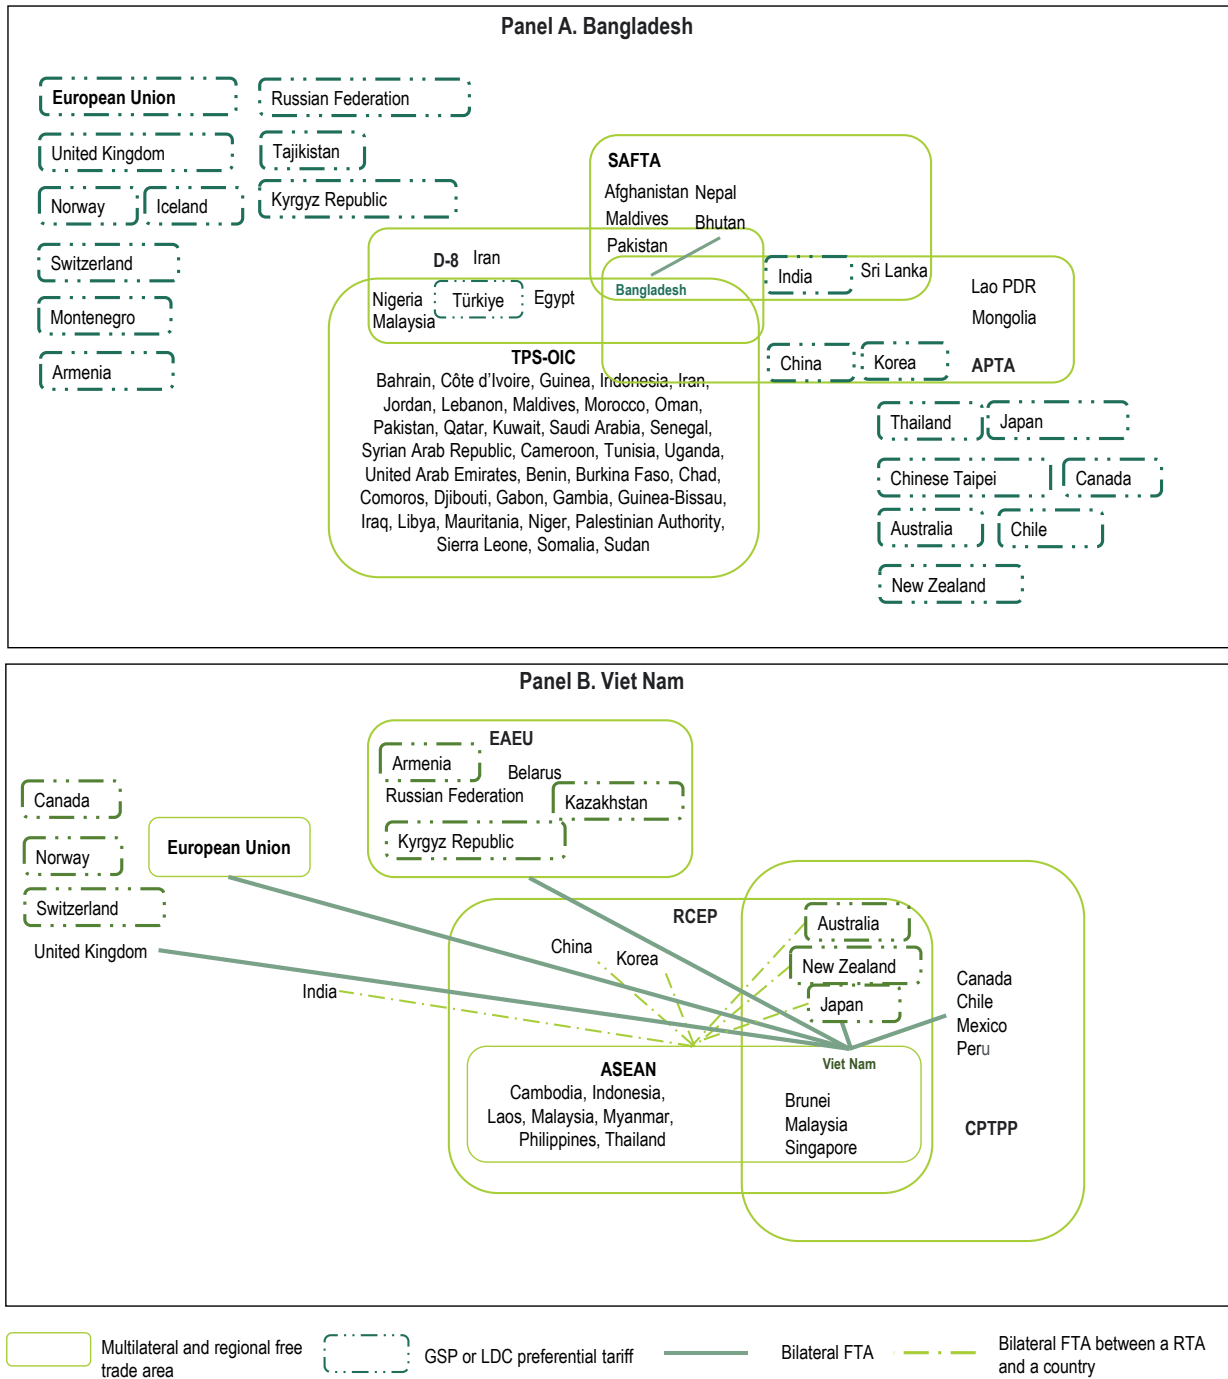 Panel A. Bangladesh
European Union
Russian Federation
United Kingdom
Tajikistan
Norway
Iceland
Kyrgyz Republic
Switzerland
Montenegro
Armenia
SAFTA
Afghanistan
Nepal
Maldives
Bhutan
Pakistan
D-8
Iran
Bangladesh
India
Sri Lanka
Nigeria
Türkiye
Egypt
Malaysia
Lao PDR
Mongolia
China
Korea
APTA
TPS-OIC
Bahrain, Côte d'Ivoire, Guinea, Indonesia, Iran,
Jordan, Lebanon, Maldives, Morocco, Oman,
Pakistan, Qatar, Kuwait, Saudi Arabia, Senegal,
Syrian Arab Republic, Cameroon, Tunisia, Uganda,
United Arab Emirates, Benin, Burkina Faso, Chad,
Comoros, Djibouti, Gabon, Gambia, Guinea-Bissau,
Iraq, Libya, Mauritania, Niger, Palestinian Authority,
Sierra Leone, Somalia, Sudan
Thailand
Japan
Chinese Taipei
Canada
Australia
Chile
New Zealand
Panel B. Viet Nam
EAEU
Armenia
Belarus
Russian Federation
Kazakhstan
Kyrgyz Republic
Canada
Norway
European Union
Switzerland
United Kingdom
India
RCEP
China
Korea
Australia
New Zealand
Japan
Canada
Chile
Mexico
Peru
Viet Nam
ASEAN
Cambodia, Indonesia,
Laos, Malaysia, Myanmar,
Philippines, Thailand
Brunei
Malaysia
Singapore
CPTPP
Multilateral and regional free
trade area
GSP or LDC preferential tariff
Bilateral FTA
Bilateral FTA between a RTA
and a country